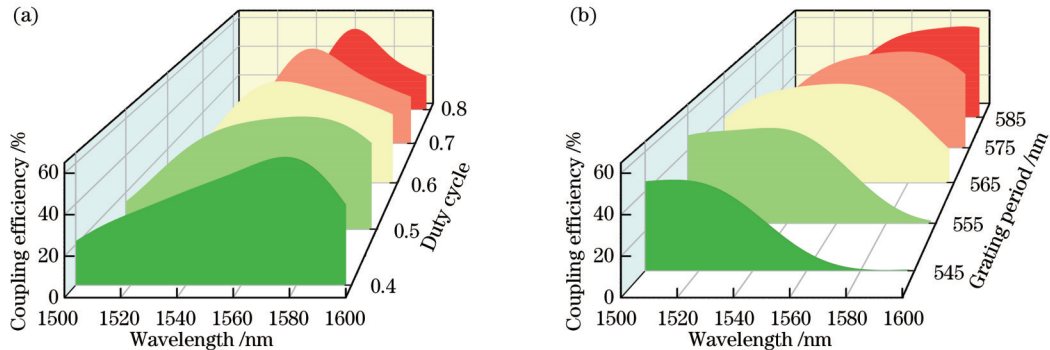 (a)
Coupling efficiency /%
60
40
20
0
1500 1520 1540 1560 1580 1600
Wavelength /nm
0.4
0.5
0.6
0.7
0.8
Duty cycle
(b)
Coupling efficiency /%
60
40
20
0
1500 1520 1540 1560 1580 1600
Wavelength /nm
545
555
565
575
585
Grating period /nm